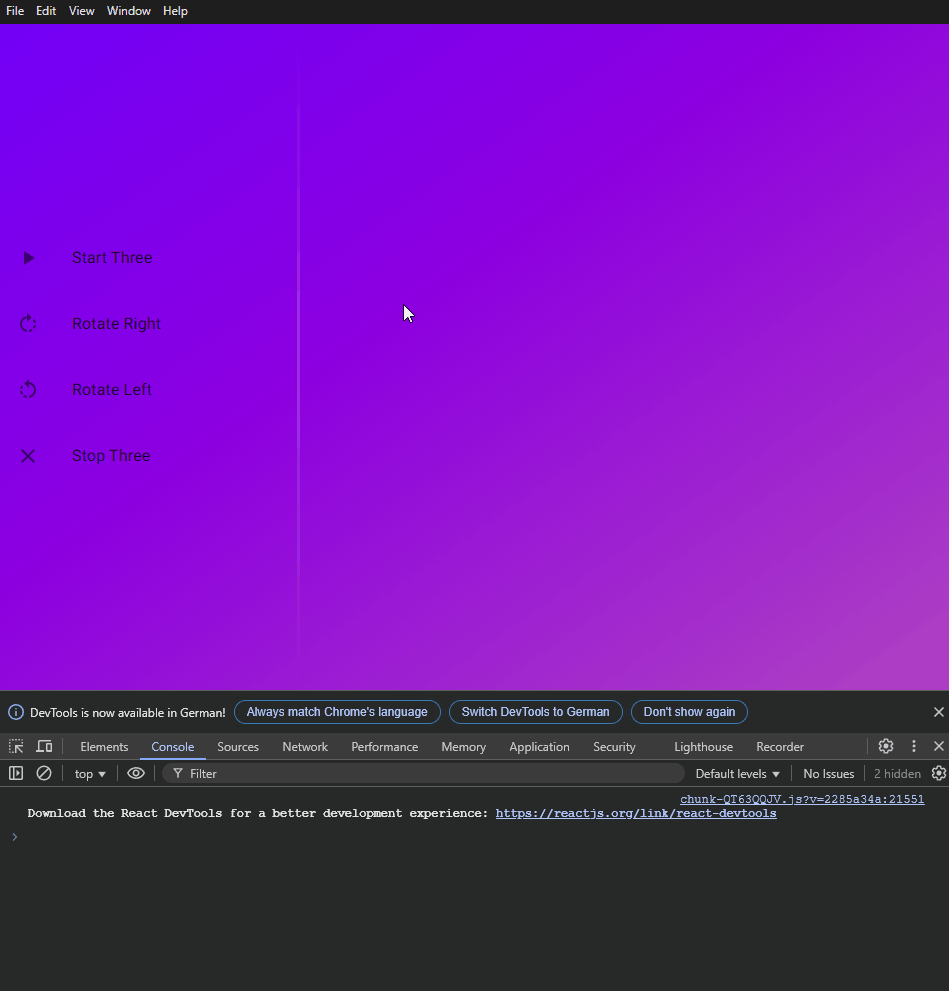 File Edit View Window Help
Start Three
Rotate Right
Rotate Left
Stop Three
DevTools is now available in German! Always match Chrome's language Switch DevTools to German Don't show again
Elements Console Sources Network Performance Memory Application Security Lighthouse Recorder
top Filter Default levels No Issues 2 hidden
chunk-QT63QQJV.js?v=2285a34a:21551
Download the React DevTools for a better development experience: https://reactjs.org/link/react-devtools